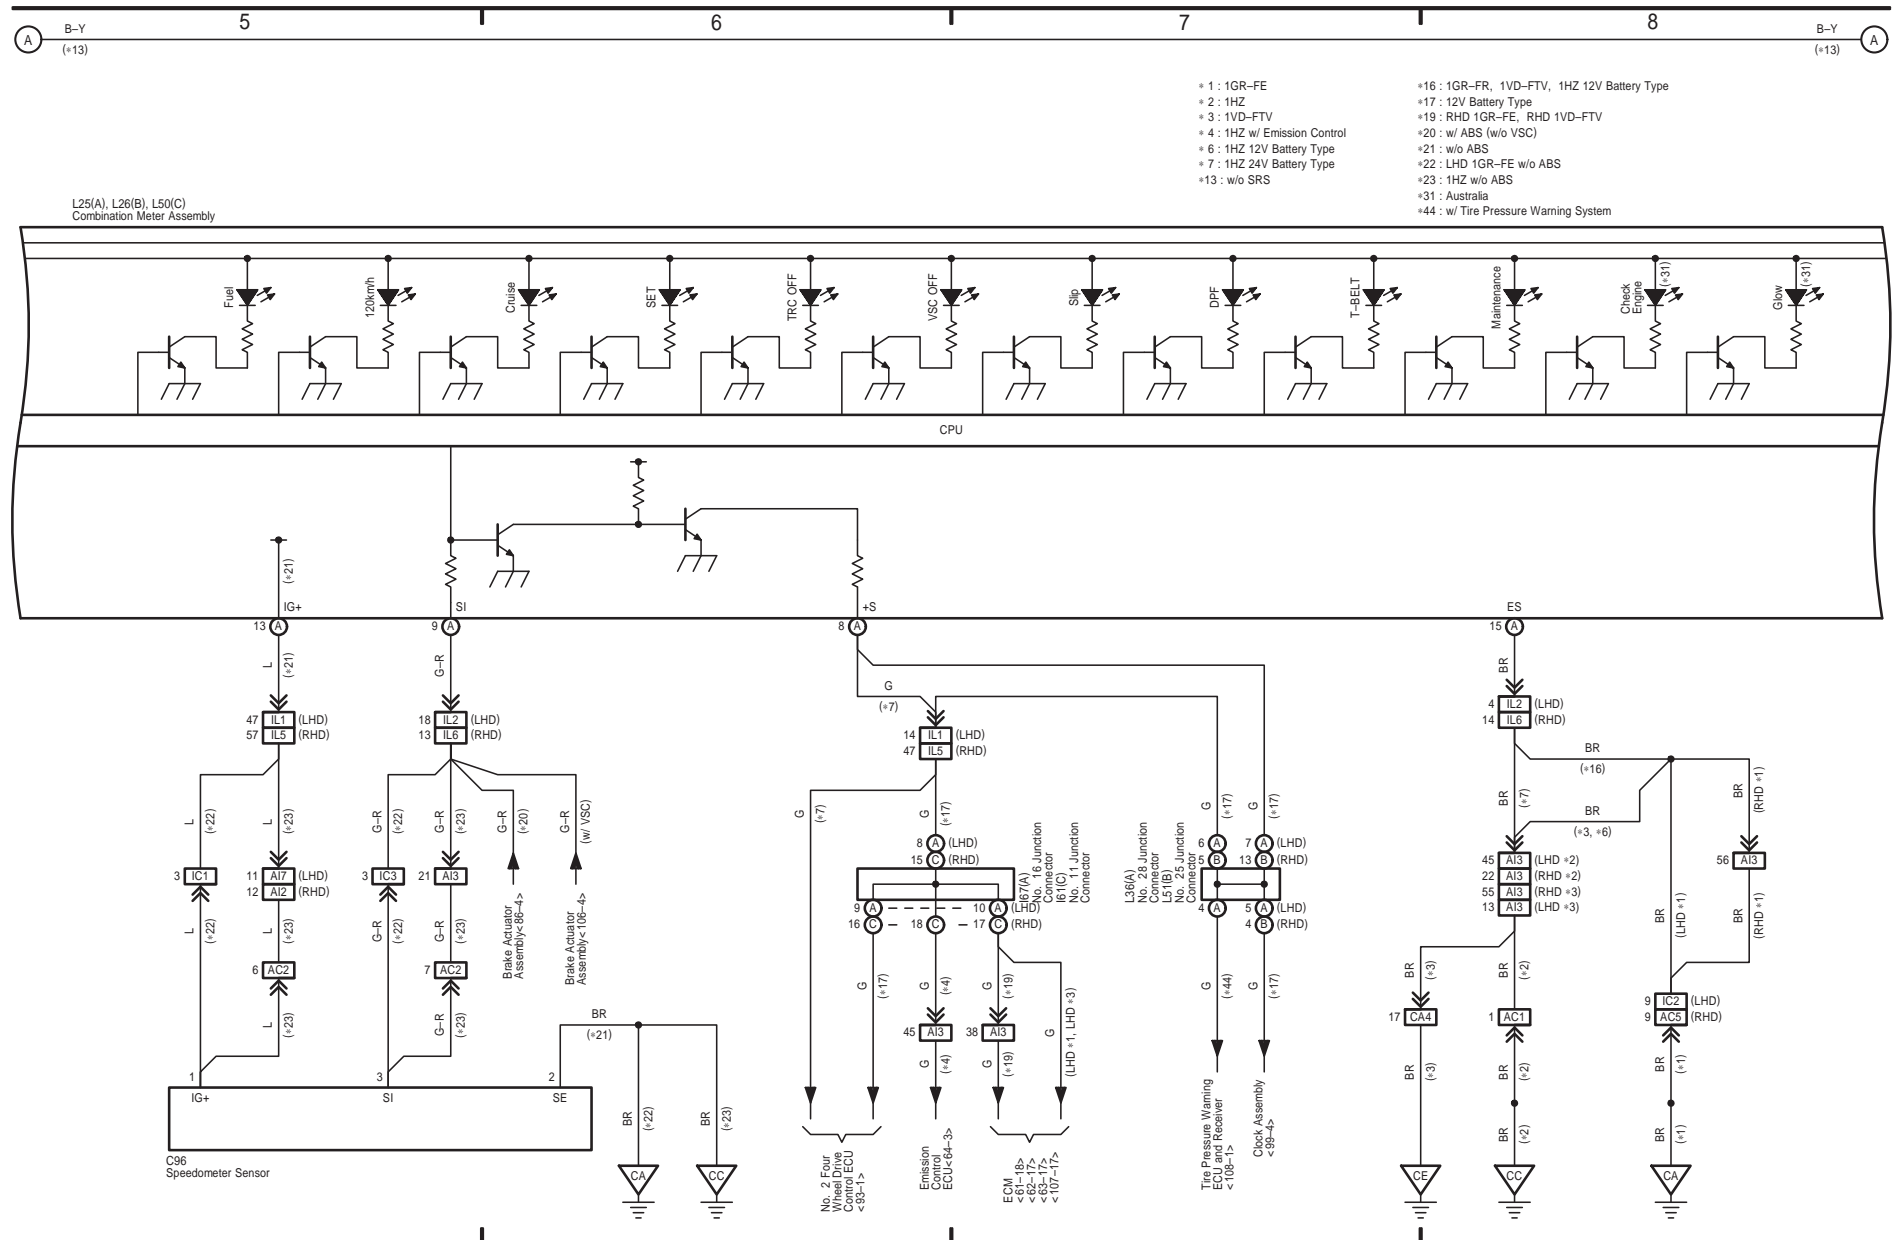 5
6
7
8
A
B–Y
(*13)
B–Y
(*13)
A
* 1 : 1GR–FE
* 2 : 1HZ
* 3 : 1VD–FTV
* 4 : 1HZ w/ Emission Control
* 6 : 1HZ 12V Battery Type
* 7 : 1HZ 24V Battery Type
*13 : w/o SRS
*16 : 1GR–FR, 1VD–FTV, 1HZ 12V Battery Type
*17 : 12V Battery Type
*19 : RHD 1GR–FE, RHD 1VD–FTV
*20 : w/ ABS (w/o VSC)
*21 : w/o ABS
*22 : LHD 1GR–FE w/o ABS
*23 : 1HZ w/o ABS
*31 : Australia
*44 : w/ Tire Pressure Warning System
L25(A), L26(B), L50(C)
Combination Meter Assembly
Fuel
120km/h
Cruise
SET
TRC OFF
VSC OFF
Slip
DPF
T–BELT
Maintenance
Check
Engine
(*31)
Glow
(*31)
CPU
(*21)
IG+
SI
+S
ES
13 A
9 A
8 A
15 A
L
(*21)
G–R
BR
G
(*7)
47 IL1 (LHD)
57 IL5 (RHD)
18 IL2 (LHD)
13 IL6 (RHD)
14 IL1 (LHD)
47 IL5 (RHD)
4 IL2 (LHD)
14 IL6 (RHD)
BR
(*16)
BR
(*7)
BR
(*3, *6)
BR
(RHD *1)
L
(*22)
L
(*23)
G–R
(*22)
G–R
(*23)
G–R
(*20)
G–R
(w/ VSC)
G
(*7)
G
(*17)
G
(*17)
G
(*17)
3 IC1
11 AI7 (LHD)
12 AI2 (RHD)
3 IC3
21 AI3
Brake Actuator
Assembly<86–4>
Brake Actuator
Assembly<106–4>
8 A (LHD)
15 C (RHD)
I67(A)
No. 16 Junction
Connector
I61(C)
No. 11 Junction
Connector
9 A
10 A (LHD)
16 C
18 C
17 C (RHD)
L36(A)
No. 28 Junction
Connector
L51(B)
No. 25 Junction
Connector
6 A
7 A (LHD)
5 B
13 B (RHD)
4 A
5 A (LHD)
4 B (RHD)
45 AI3 (LHD *2)
22 AI3 (RHD *2)
55 AI3 (RHD *3)
13 AI3 (LHD *3)
56 AI3
L
(*22)
L
(*23)
G–R
(*22)
G–R
(*23)
BR
(LHD *1)
BR
(RHD *1)
6 AC2
7 AC2
L
(*23)
G–R
(*23)
G
(*17)
G
(*4)
G
(*19)
G
(LHD *1, LHD *3)
G
(*44)
G
(*17)
BR
(*3)
BR
(*2)
45 AI3
38 AI3
17 CA4
1 AC1
9 IC2 (LHD)
9 AC5 (RHD)
G
(*4)
G
(*19)
BR
(*3)
BR
(*2)
BR
(*1)
BR
(*21)
1
3
2
IG+
SI
SE
C96
Speedometer Sensor
BR
(*22)
BR
(*23)
BR
(*2)
BR
(*1)
CA
CC
CE
CC
CA
No. 2 Four
Wheel Drive
Control ECU
<93–1>
Emission
Control
ECU<64–3>
ECM
<61–18>
<62–17>
<63–17>
<107–17>
Tire Pressure Warning
ECU and Receiver
<108–1>
Clock Assembly
<99–4>